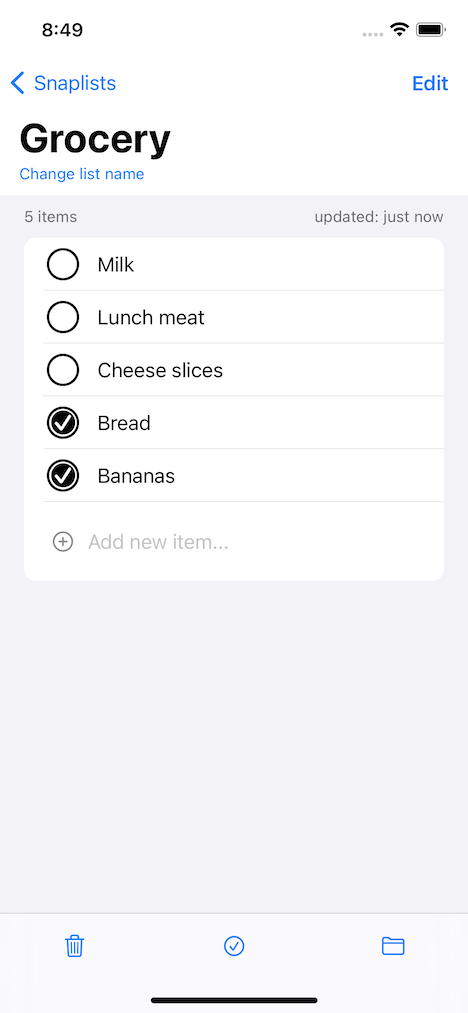 8:49
Snaplists Edit
Grocery
Change list name
5 items updated: just now
Milk
Lunch meat
Cheese slices
Bread
Bananas
Add new item...